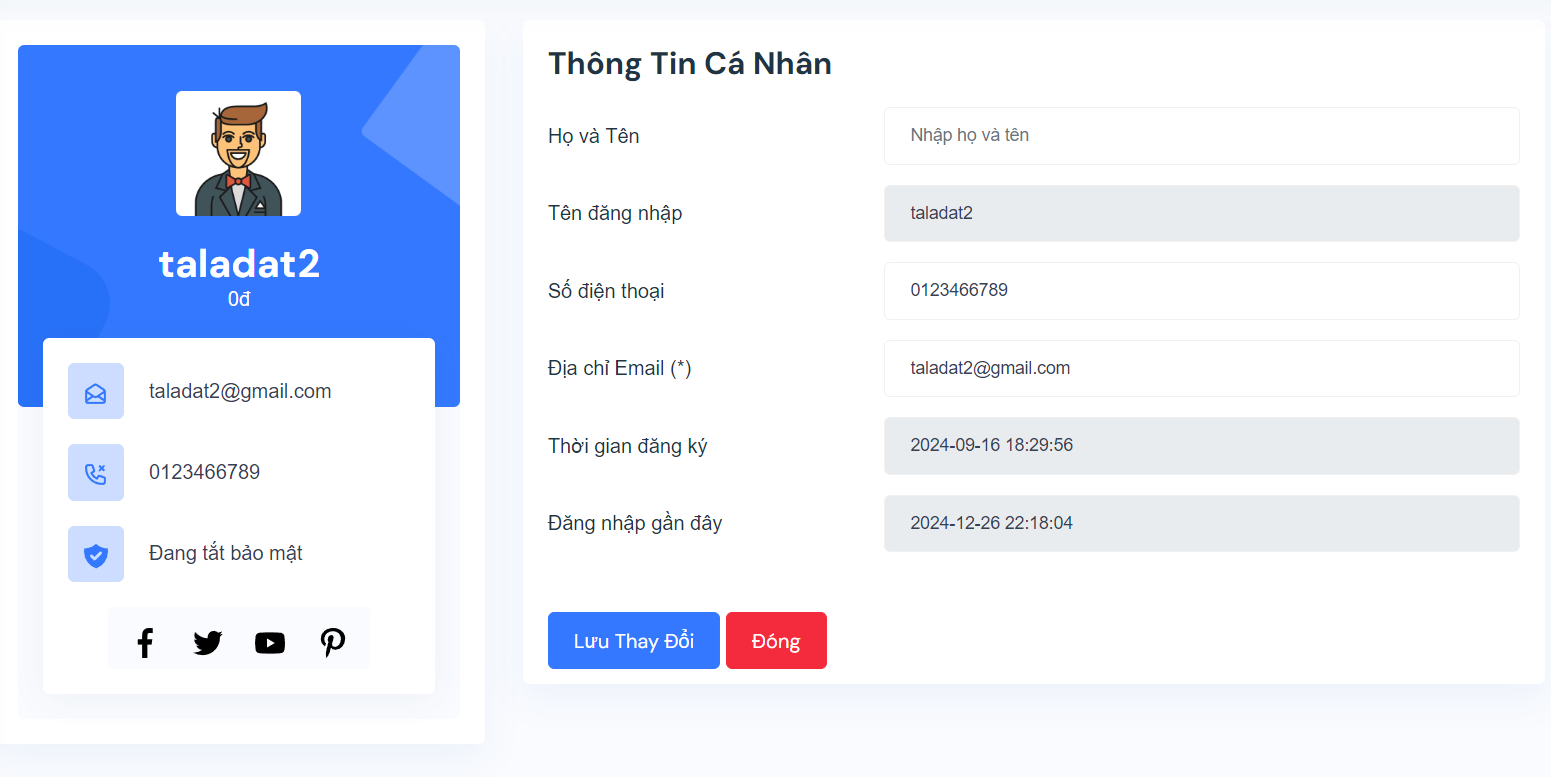 taladat2
0đ
taladat2@gmail.com
0123466789
Đang tắt bảo mật
Thông Tin Cá Nhân
Họ và Tên
Nhập họ và tên
Tên đăng nhập
taladat2
Số điện thoại
0123466789
Địa chỉ Email (*)
taladat2@gmail.com
Thời gian đăng ký
2024-09-16 18:29:56
Đăng nhập gần đây
2024-12-26 22:18:04
Lưu Thay Đổi
Đóng